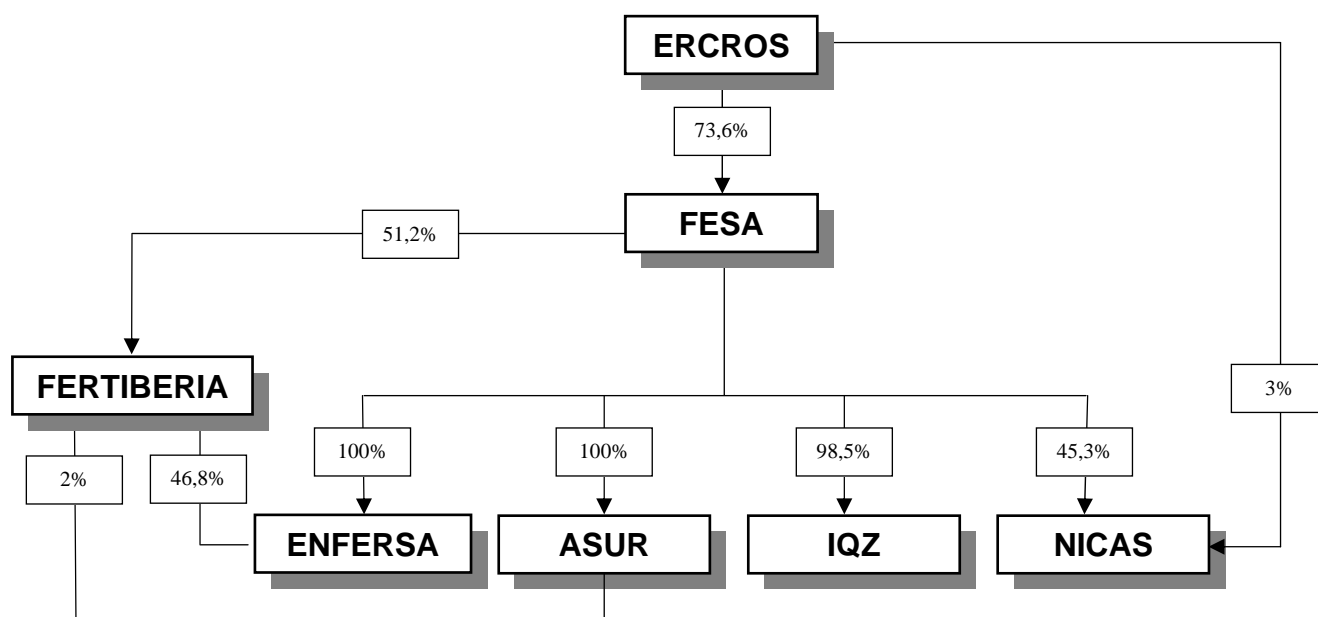 ERCROS
73,6%
FESA
51,2%
FERTIBERIA
3%
2%
46,8%
100%
100%
98,5%
45,3%
ENFERSA
ASUR
IQZ
NICAS